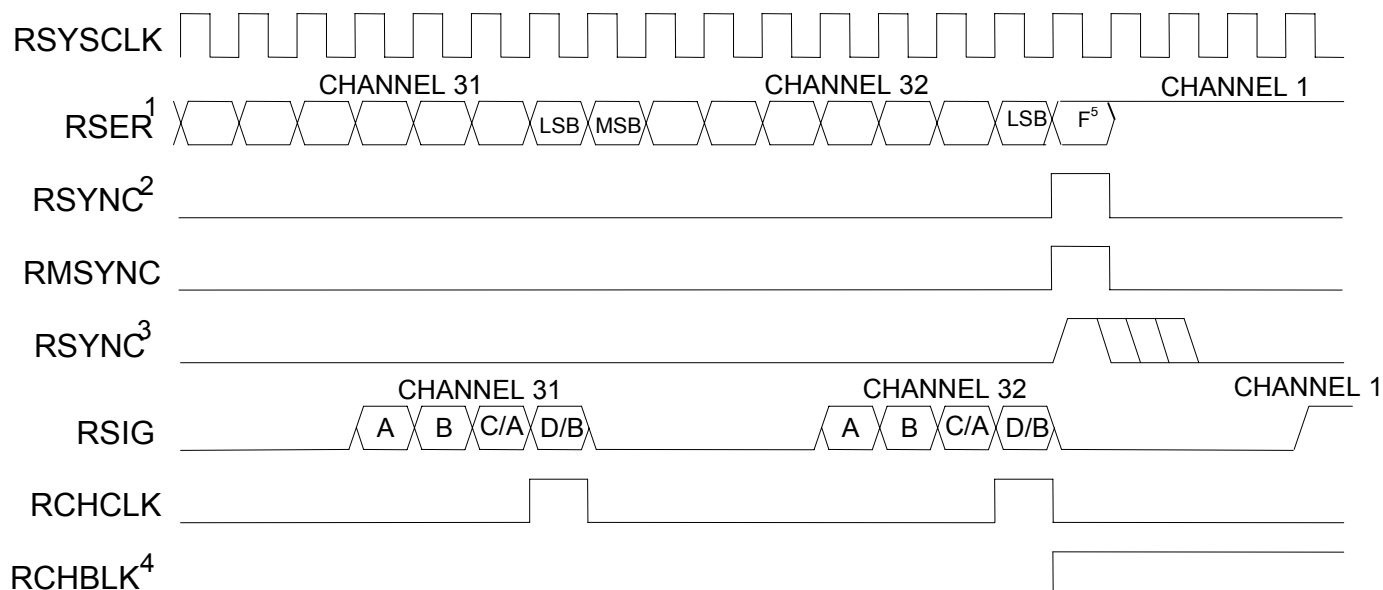 RSYSCLK
CHANNEL 31 CHANNEL 32 CHANNEL 1
RSER1 LSB MSB LSB F5
RSYNC2
RMSYNC
RSYNC3
CHANNEL 31 CHANNEL 32 CHANNEL 1
RSIG A B C/A D/B A B C/A D/B
RCHCLK
RCHBLK4